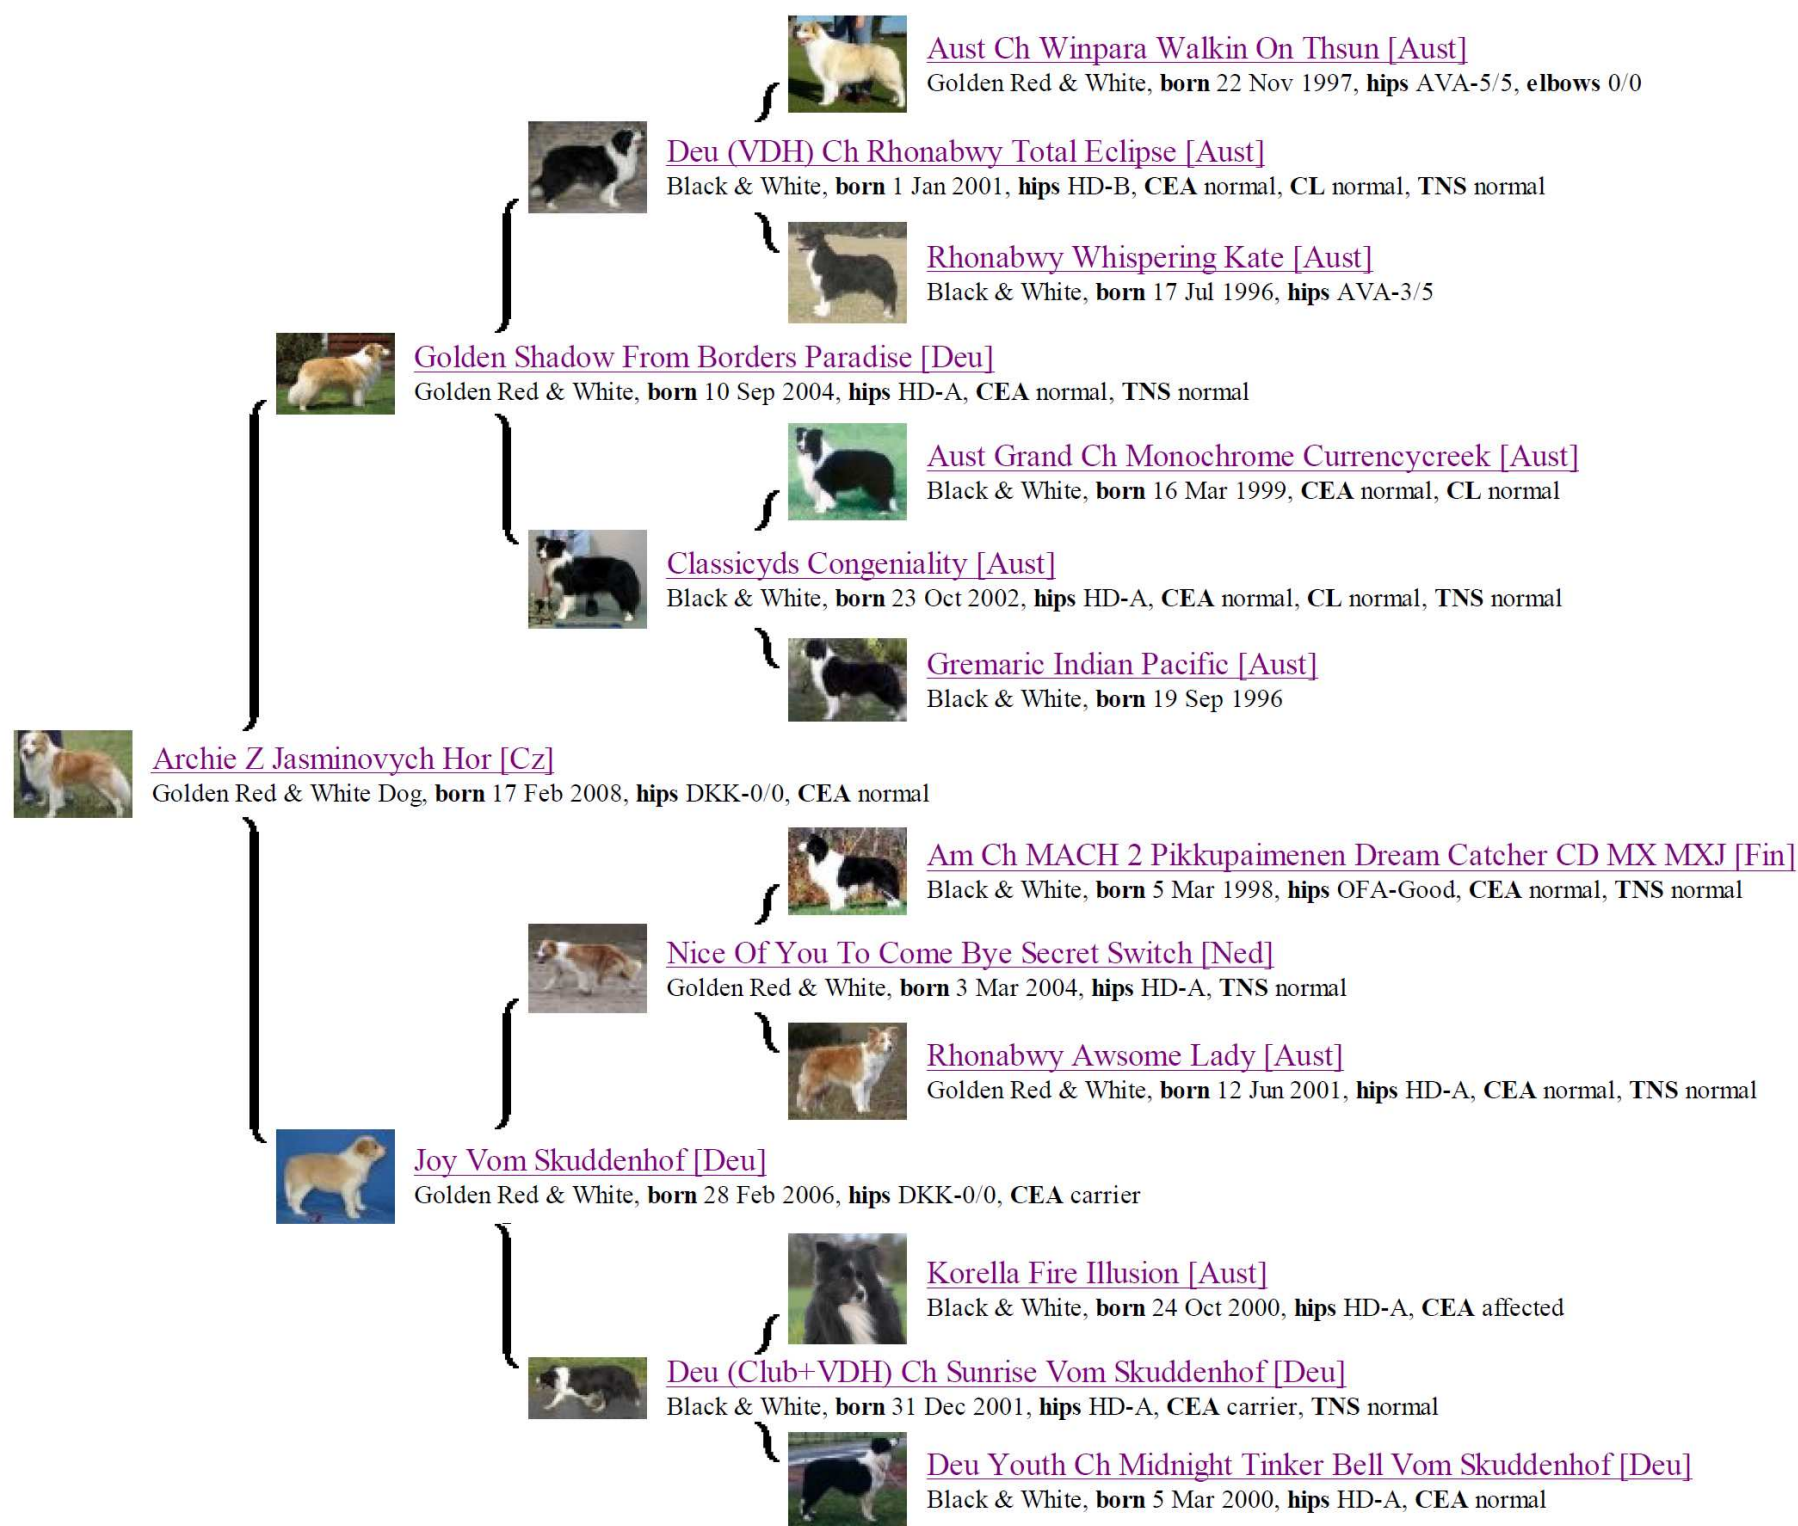 Aust Ch Winpara Walkin On Thsun [Aust]
Golden Red & White, born 22 Nov 1997, hips AVA-5/5, elbows 0/0
Deu (VDH) Ch Rhonabwy Total Eclipse [Aust]
Black & White, born 1 Jan 2001, hips HD-B, CEA normal, CL normal, TNS normal
Rhonabwy Whispering Kate [Aust]
Black & White, born 17 Jul 1996, hips AVA-3/5
Golden Shadow From Borders Paradise [Deu]
Golden Red & White, born 10 Sep 2004, hips HD-A, CEA normal, TNS normal
Aust Grand Ch Monochrome Currencycreek [Aust]
Black & White, born 16 Mar 1999, CEA normal, CL normal
Classicyds Congeniality [Aust]
Black & White, born 23 Oct 2002, hips HD-A, CEA normal, CL normal, TNS normal
Gremaric Indian Pacific [Aust]
Black & White, born 19 Sep 1996
Archie Z Jasminovych Hor [Cz]
Golden Red & White Dog, born 17 Feb 2008, hips DKK-0/0, CEA normal
Am Ch MACH 2 Pikkupaimenen Dream Catcher CD MX MXJ [Fin]
Black & White, born 5 Mar 1998, hips OFA-Good, CEA normal, TNS normal
Nice Of You To Come Bye Secret Switch [Ned]
Golden Red & White, born 3 Mar 2004, hips HD-A, TNS normal
Rhonabwy Awsome Lady [Aust]
Golden Red & White, born 12 Jun 2001, hips HD-A, CEA normal, TNS normal
Joy Vom Skuddenhof [Deu]
Golden Red & White, born 28 Feb 2006, hips DKK-0/0, CEA carrier
Korella Fire Illusion [Aust]
Black & White, born 24 Oct 2000, hips HD-A, CEA affected
Deu (Club+VDH) Ch Sunrise Vom Skuddenhof [Deu]
Black & White, born 31 Dec 2001, hips HD-A, CEA carrier, TNS normal
Deu Youth Ch Midnight Tinker Bell Vom Skuddenhof [Deu]
Black & White, born 5 Mar 2000, hips HD-A, CEA normal